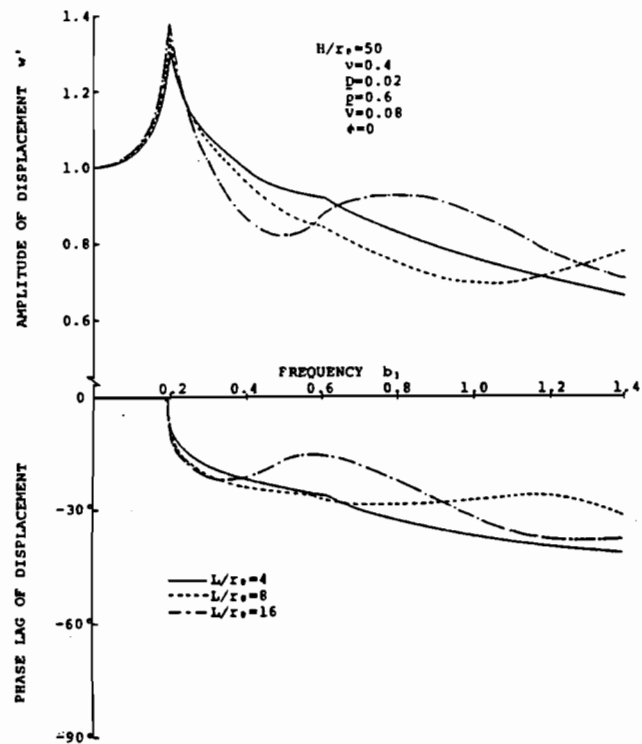 1.4
1.2
1.0
0.8
0.6
AMPLITUDE OF DISPLACEMENT w'
H/r₀=50
ν=0.4
D=0.02
ρ=0.6
V=0.08
φ=0
FREQUENCY b₁
0.2 0.4 0.6 0.8 1.0 1.2 1.4
0
-30°
-60°
-90°
PHASE LAG OF DISPLACEMENT
L/r₀=4
L/r₀=8
L/r₀=16